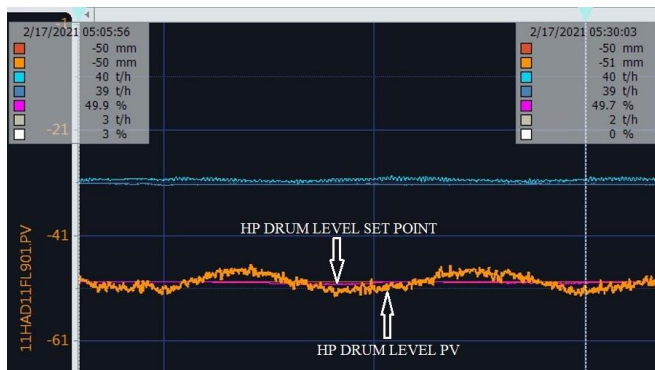 -1
2/17/2021 05:05:56
-50 mm
-50 mm
40 t/h
39 t/h
49.9 %
3 t/h
3 %
2/17/2021 05:30:03
-50 mm
-51 mm
40 t/h
39 t/h
49.7 %
2 t/h
0 %
-21
-41
-61
11HAD11FL901.PV
HP DRUM LEVEL SET POINT
HP DRUM LEVEL PV